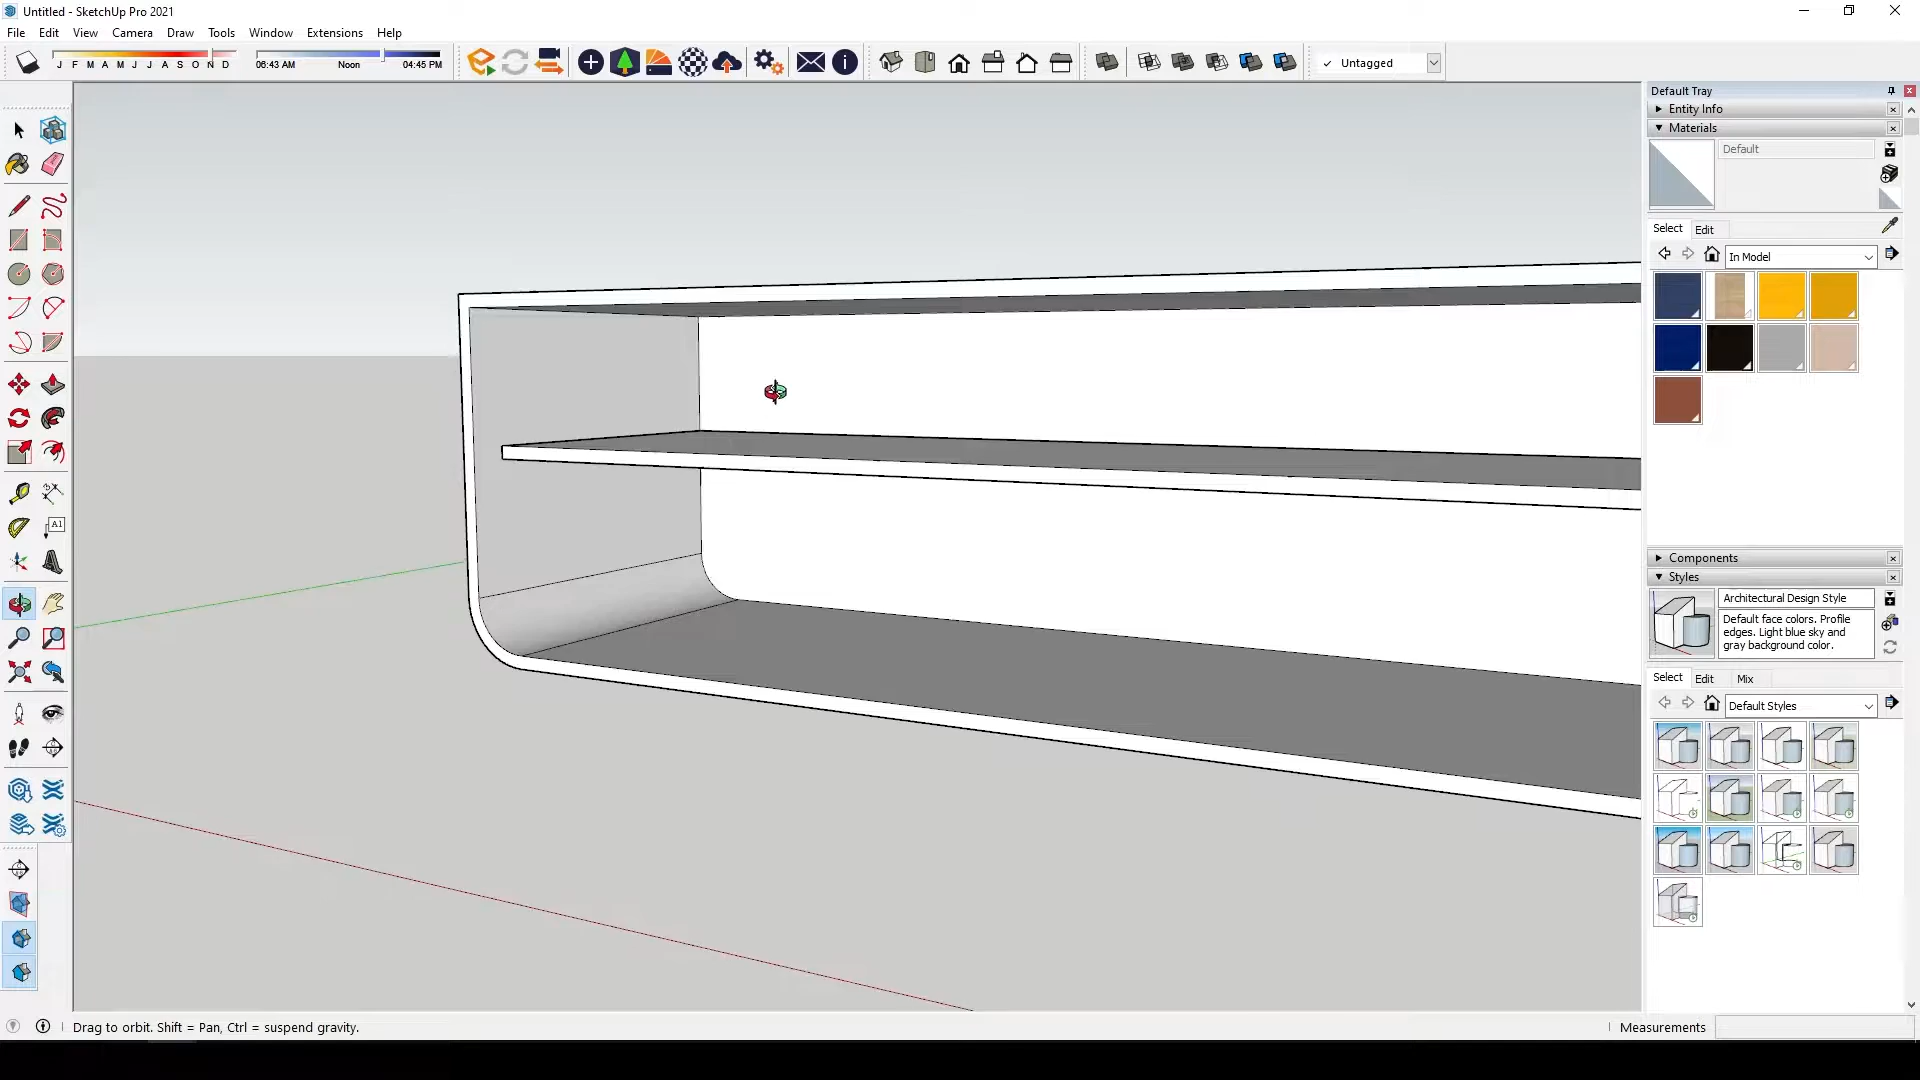 Untitled - SketchUp Pro 2021
File Edit View Camera Draw Tools Window Extensions Help
J F M A M J J A S O N D
06:43 AM Noon 04:45 PM
Untagged
Default Tray
Entity Info
Materials
Default
Select Edit
In Model
A1
Components
Styles
Architectural Design Style
Default face colors. Profile
edges. Light blue sky and
gray background color.
Select Edit Mix
Default Styles
Drag to orbit. Shift = Pan, Ctrl = suspend gravity.
Measurements